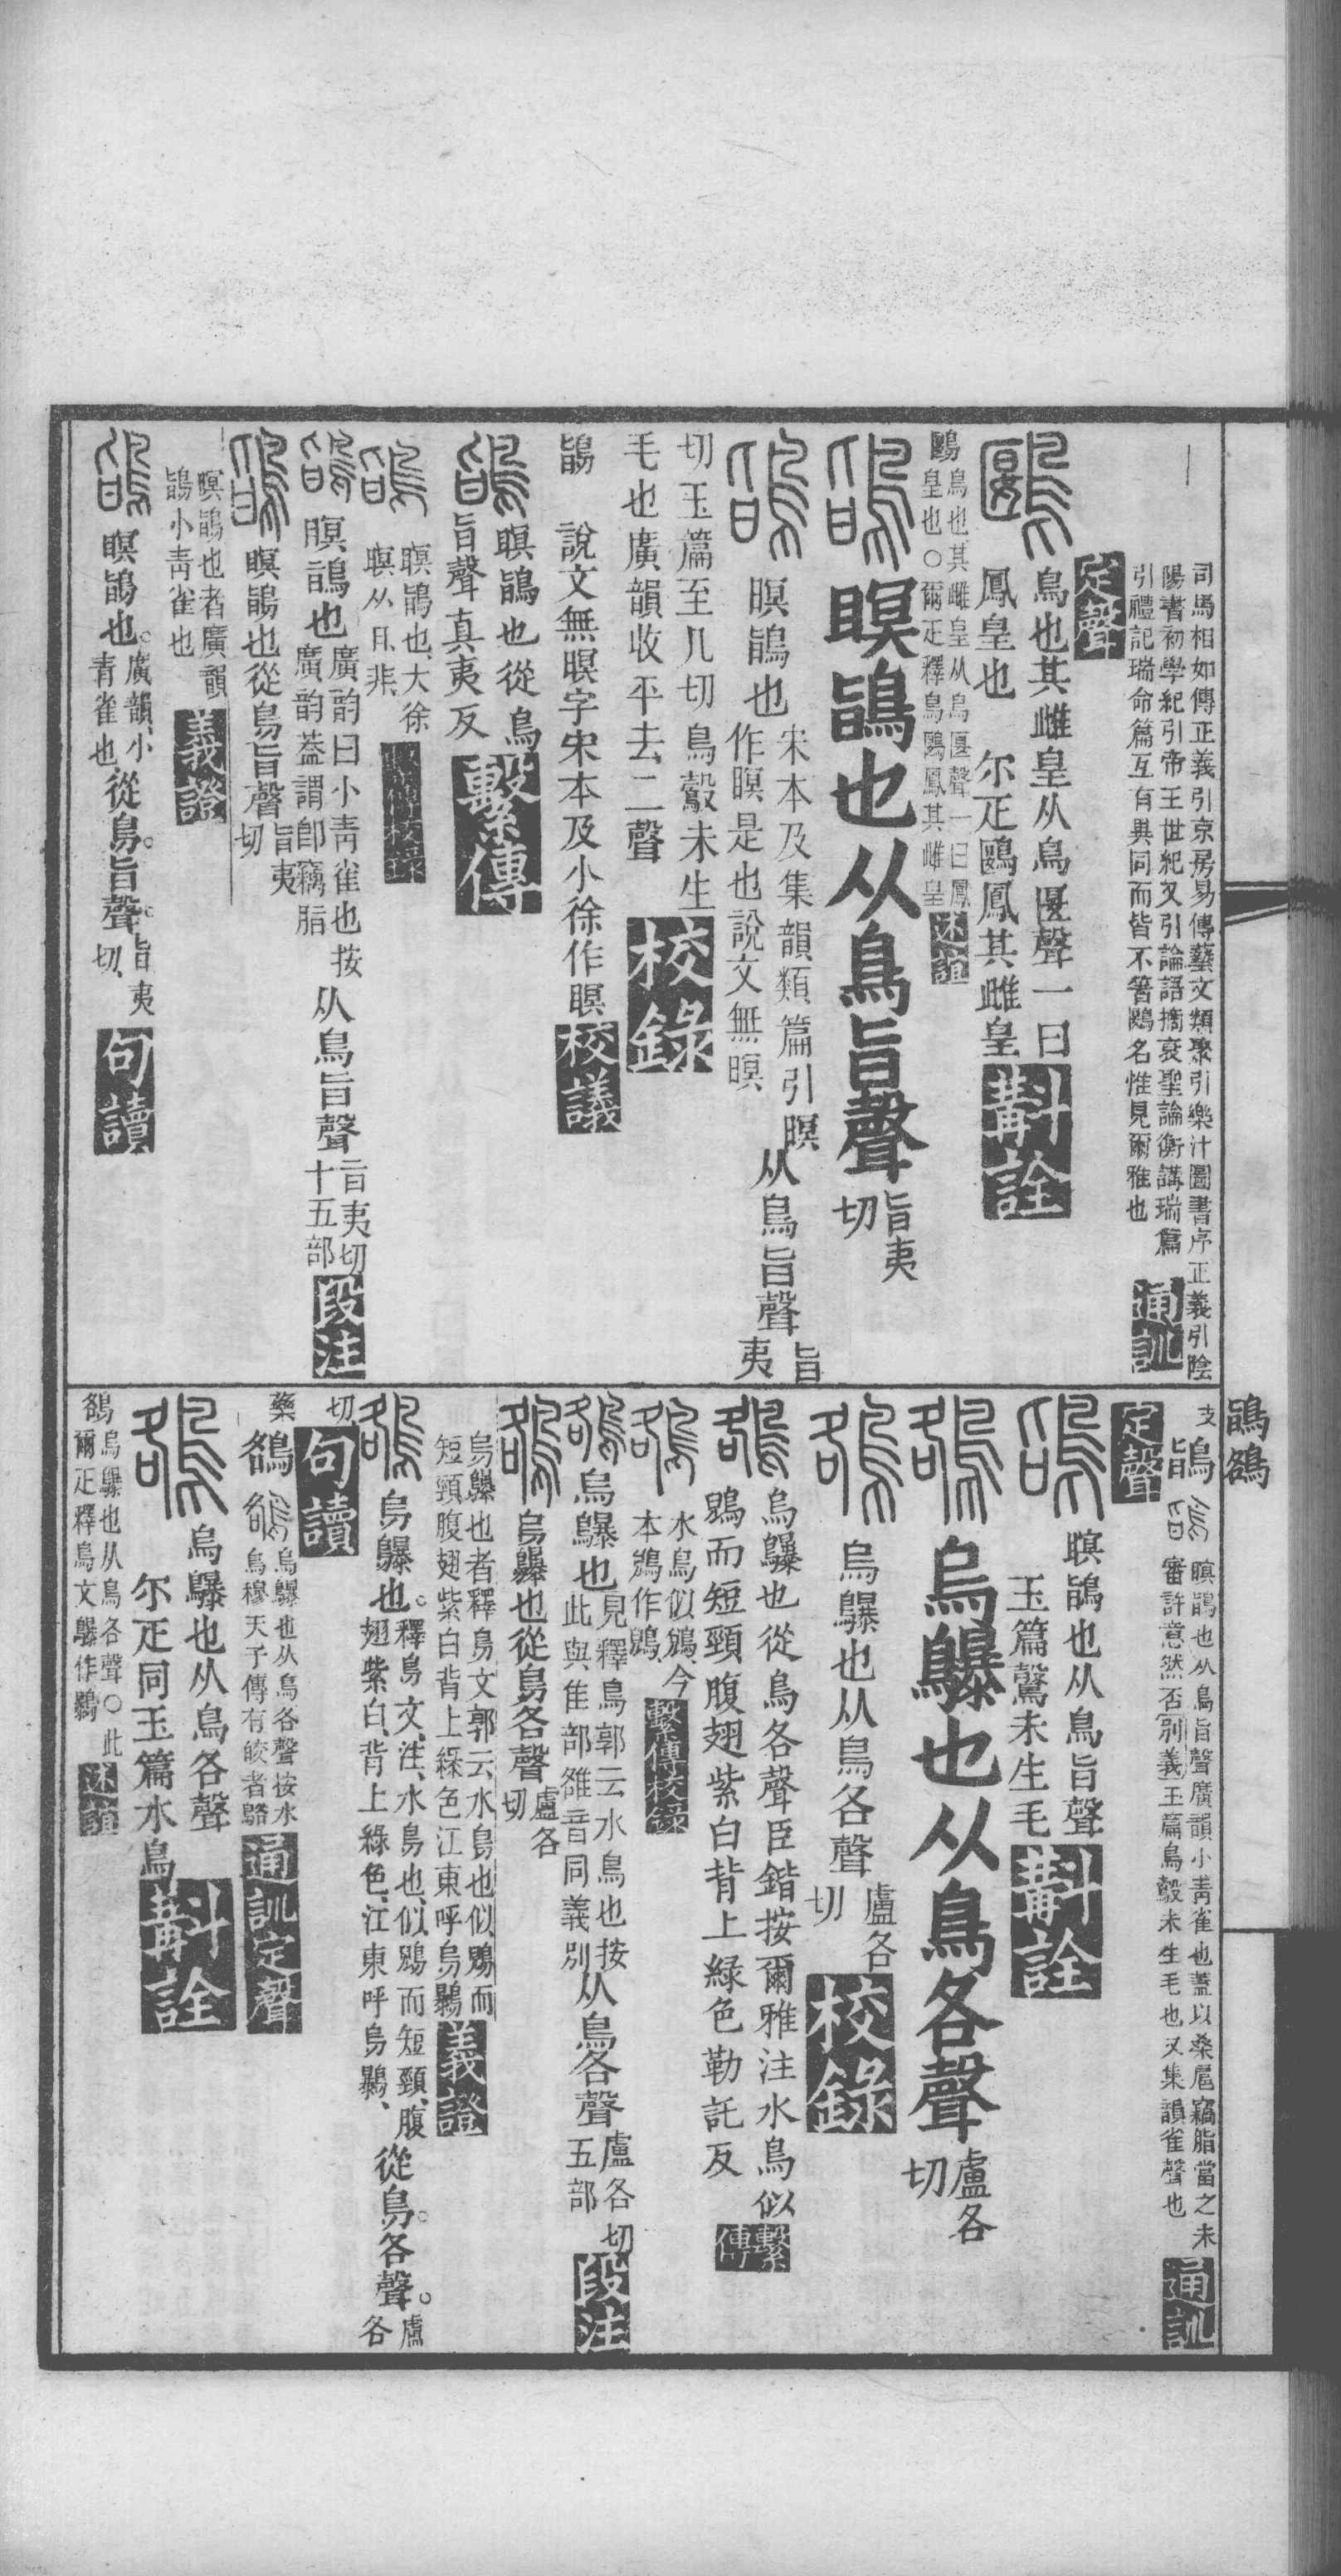 鴲鵅
司馬相如傳正義引京房易傳藝文類聚引樂汁圖書序正義引陰
陽書初學紀引帝王世紀又引論語摘衰聖論衡講瑞篇
引禮記瑞命篇互有異同而皆不箸鶠名惟見爾雅也
通訓
定聲
鳥也其雌皇从鳥匽聲一曰
鳳皇也 尔疋鶠鳳其雌皇
斠詮
鶠
鳥也其雌皇从鳥匽聲一曰鳳
皇也○爾疋釋鳥鶠鳳其雌皇
述誼
瞑鴲也从鳥旨聲
旨夷
切
瞑鴲也
宋本及集韻類篇引瞑
作瞑是也說文無暝
从鳥旨聲
旨
夷
切玉篇至几切鳥鷇未生
毛也廣韻收平去二聲
校錄
鴲 說文無暝字宋本及小徐作瞑
校議
瞑鴲也從鳥
旨聲真夷反
繫傳
瞑鴲也大徐
暝从日非
繫傳校錄
瞑鴲也
廣韵曰小青雀也按
廣韵葢謂卽竊脂
从鳥旨聲
旨夷切
十五部
段注
瞑鴲也從鳥旨聲
旨夷
切
瞑鴲也者廣韻
鴲小青雀也
義證
瞑鴲也。
廣韻、小
青雀也、
從鳥。旨聲。
旨夷
切、
句讀
支
鴲
瞑鴲也从鳥旨聲廣韻小青雀也蓋以桑扈竊脂當之未
審許意然否別義玉篇鳥鷇未生毛也又集韻雀聲也
通訓
定聲
瞑鴲也从鳥旨聲
玉篇鷇未生毛
斠詮
烏鸔也从鳥各聲
盧各
切
烏鸔也从鳥各聲
盧各
切
校錄
烏鸔也從鳥各聲臣鍇按爾雅注水鳥似
鶂而短頸腹翅紫白背上綠色勒託反
繫傳
水鳥似鶂、今
本鶂作鶃
繫傳校錄
烏鸔也
見釋鳥郭云水鳥也按
此與隹部雒音同義別
从鳥各聲
盧各切
五部
段注
烏鸔也從鳥各聲
盧各
切
烏鸔也者釋鳥文郭云水鳥也似鶂而
短頸腹翅紫白背上綠色江東呼烏鸔
義證
烏鸔也。
釋鳥文、注、水鳥也、似鶂而短頸、腹
翅紫白、背上綠色、江東呼烏鸔、
從鳥。各聲。
盧
各
切
句讀
藥
鵅
烏鸔也从鳥各聲按水
鳥穆天子傳有皎者鵅
通訓定聲
烏鸔也从鳥各聲
尔疋同玉篇水鳥
斠詮
鵅
烏鸔也从鳥各聲○此
爾疋釋鳥文鸔作鸔
述誼